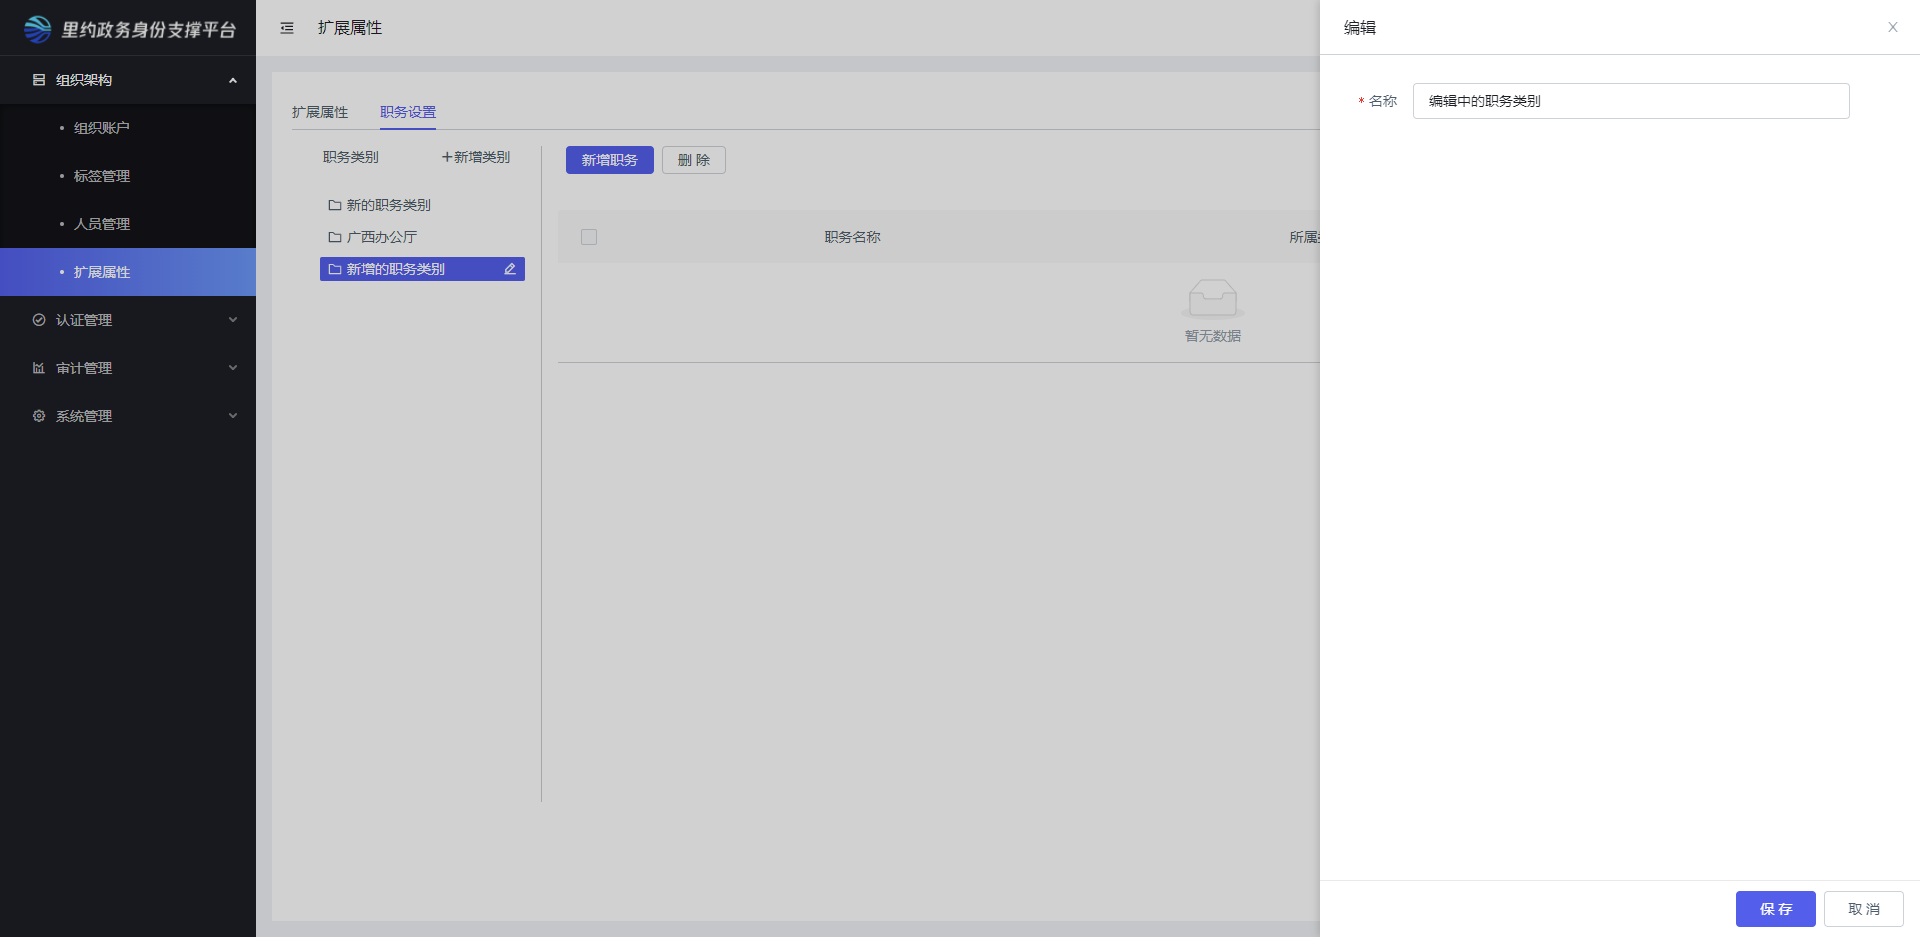 里约政务身份支撑平台
组织架构
组织账户
标签管理
人员管理
扩展属性
认证管理
审计管理
系统管理
扩展属性
扩展属性
职务设置
职务类别
+新增类别
新的职务类别
广西办公厅
新增的职务类别
新增职务
删 除
职务名称
所属
暂无数据
编辑
* 名称
编辑中的职务类别
保 存
取 消